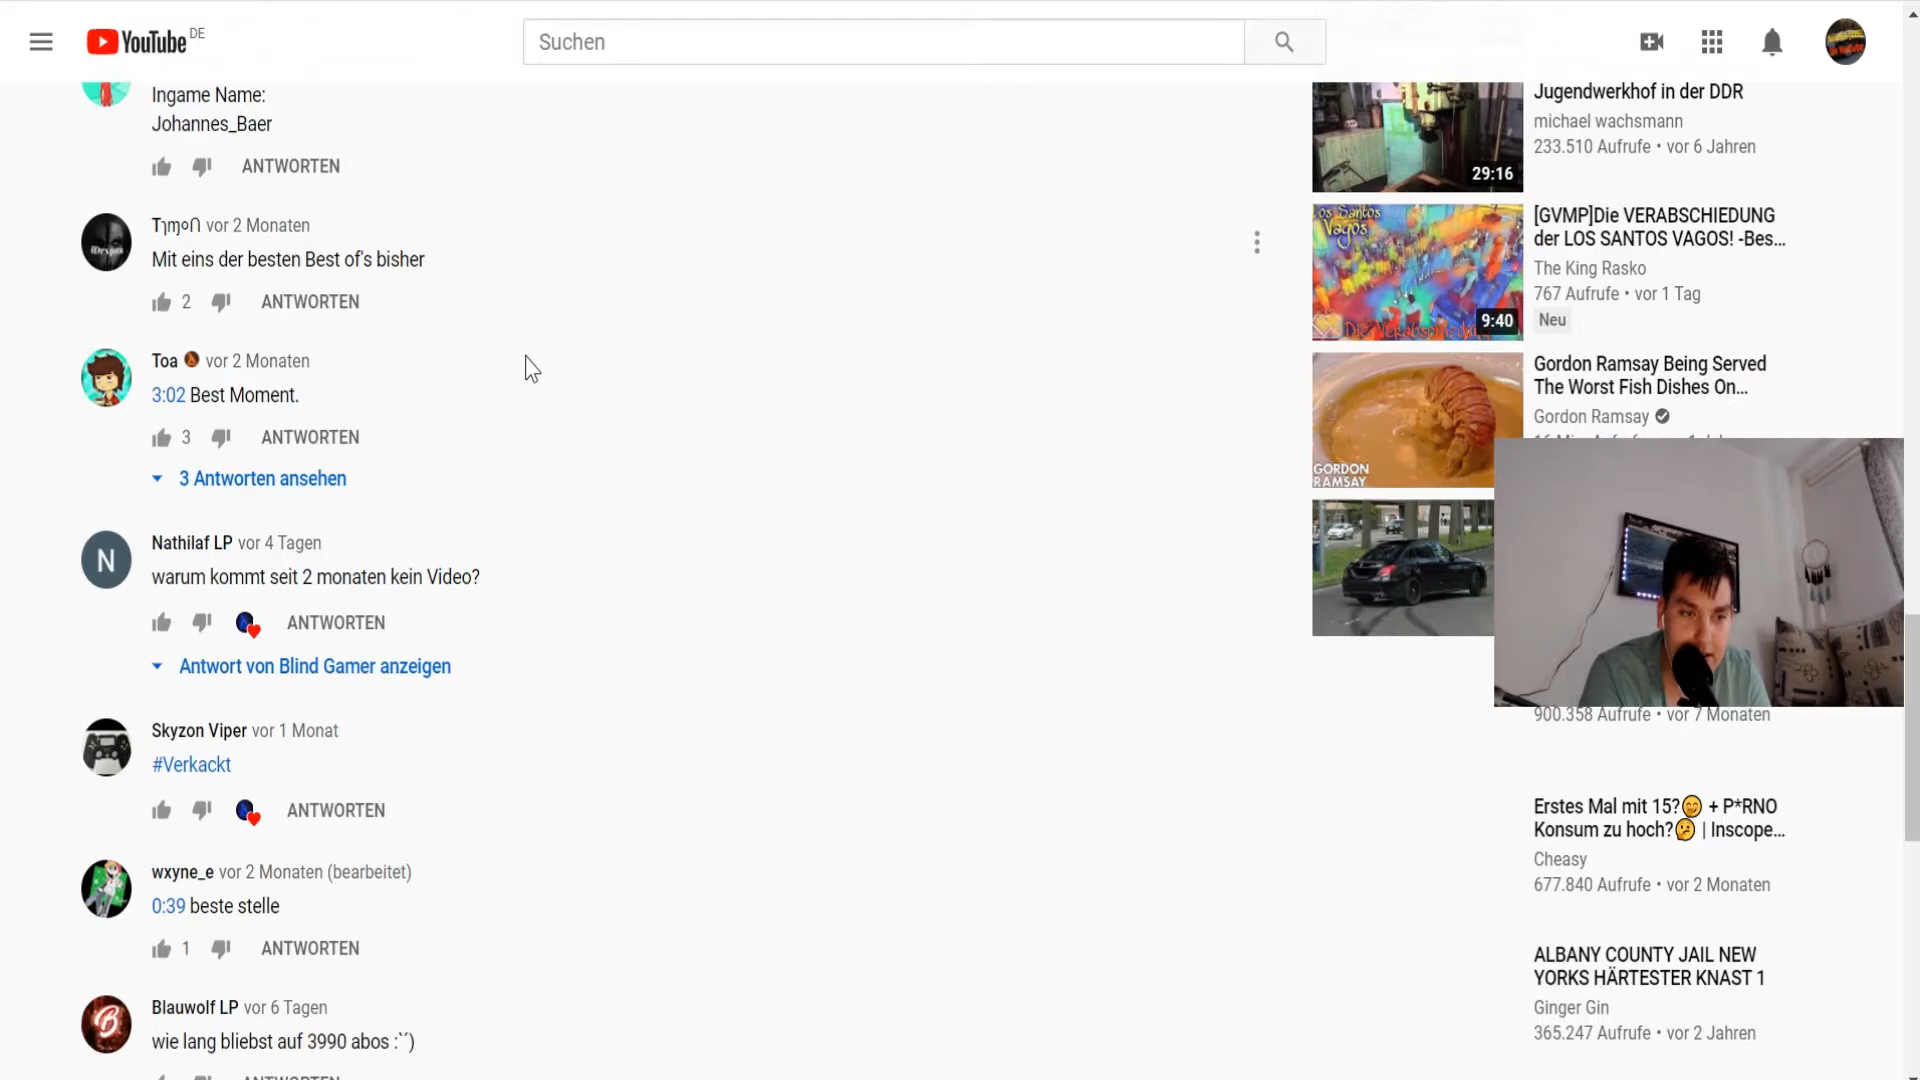 YouTube DE
Suchen
Ingame Name:
Johannes_Baer
ANTWORTEN
vor 2 Monaten
Mit eins der besten Best of's bisher
2 ANTWORTEN
Toa vor 2 Monaten
3:02 Best Moment.
3 ANTWORTEN
3 Antworten ansehen
N
Nathilaf LP vor 4 Tagen
warum kommt seit 2 monaten kein Video?
ANTWORTEN
Antwort von Blind Gamer anzeigen
Skyzon Viper vor 1 Monat
#Verkackt
ANTWORTEN
wxyne_e vor 2 Monaten (bearbeitet)
0:39 beste stelle
1 ANTWORTEN
B
Blauwolf LP vor 6 Tagen
wie lang bliebst auf 3990 abos :`´)
ANTWORTEN
29:16
Jugendwerkhof in der DDR
michael wachsmann
233.510 Aufrufe • vor 6 Jahren
Los Santos
Vagos
9:40
[GVMP]Die VERABSCHIEDUNG
der LOS SANTOS VAGOS! -Bes...
The King Rasko
767 Aufrufe • vor 1 Tag
Neu
GORDON
RAMSAY
Gordon Ramsay Being Served
The Worst Fish Dishes On...
Gordon Ramsay
900.358 Aufrufe • vor 7 Monaten
Erstes Mal mit 15?😊 + P*RNO
Konsum zu hoch?🤔 | Inscope...
Cheasy
677.840 Aufrufe • vor 2 Monaten
ALBANY COUNTY JAIL NEW
YORKS HÄRTESTER KNAST 1
Ginger Gin
365.247 Aufrufe • vor 2 Jahren